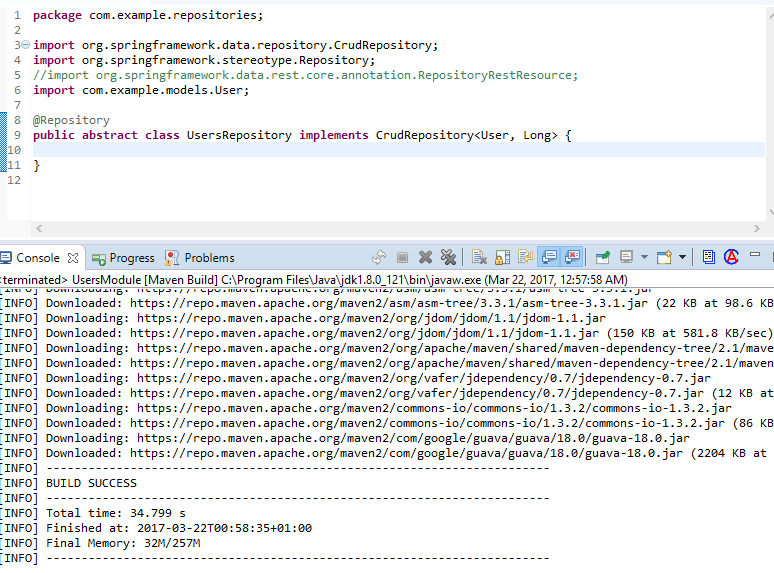 1 package com.example.repositories;
2
3 import org.springframework.data.repository.CrudRepository;
4 import org.springframework.stereotype.Repository;
5 //import org.springframework.data.rest.core.annotation.RepositoryRestResource;
6 import com.example.models.User;
7
8 @Repository
9 public abstract class UsersRepository implements CrudRepository<User, Long> {
10
11 }
12
Console Progress Problems
<terminated> UsersModule [Maven Build] C:\Program Files\Java\jdk1.8.0_121\bin\javaw.exe (Mar 22, 2017, 12:57:58 AM)
[INFO] Downloaded: https://repo.maven.apache.org/maven2/asm/asm-tree/3.3.1/asm-tree-3.3.1.jar (22 KB at 98.6 KB
[INFO] Downloading: https://repo.maven.apache.org/maven2/org/jdom/jdom/1.1/jdom-1.1.jar
[INFO] Downloaded: https://repo.maven.apache.org/maven2/org/jdom/jdom/1.1/jdom-1.1.jar (150 KB at 581.8 KB/sec)
[INFO] Downloading: https://repo.maven.apache.org/maven2/org/apache/maven/shared/maven-dependency-tree/2.1/mave
[INFO] Downloaded: https://repo.maven.apache.org/maven2/org/apache/maven/shared/maven-dependency-tree/2.1/maven
[INFO] Downloading: https://repo.maven.apache.org/maven2/org/vafer/jdependency/0.7/jdependency-0.7.jar
[INFO] Downloaded: https://repo.maven.apache.org/maven2/org/vafer/jdependency/0.7/jdependency-0.7.jar (12 KB at
[INFO] Downloading: https://repo.maven.apache.org/maven2/commons-io/commons-io/1.3.2/commons-io-1.3.2.jar
[INFO] Downloaded: https://repo.maven.apache.org/maven2/commons-io/commons-io/1.3.2/commons-io-1.3.2.jar (86 KB
[INFO] Downloading: https://repo.maven.apache.org/maven2/com/google/guava/guava/18.0/guava-18.0.jar
[INFO] Downloaded: https://repo.maven.apache.org/maven2/com/google/guava/guava/18.0/guava-18.0.jar (2204 KB at
[INFO] ------------------------------------------------------------------------
[INFO] BUILD SUCCESS
[INFO] ------------------------------------------------------------------------
[INFO] Total time: 34.799 s
[INFO] Finished at: 2017-03-22T00:58:35+01:00
[INFO] Final Memory: 32M/257M
[INFO] ------------------------------------------------------------------------